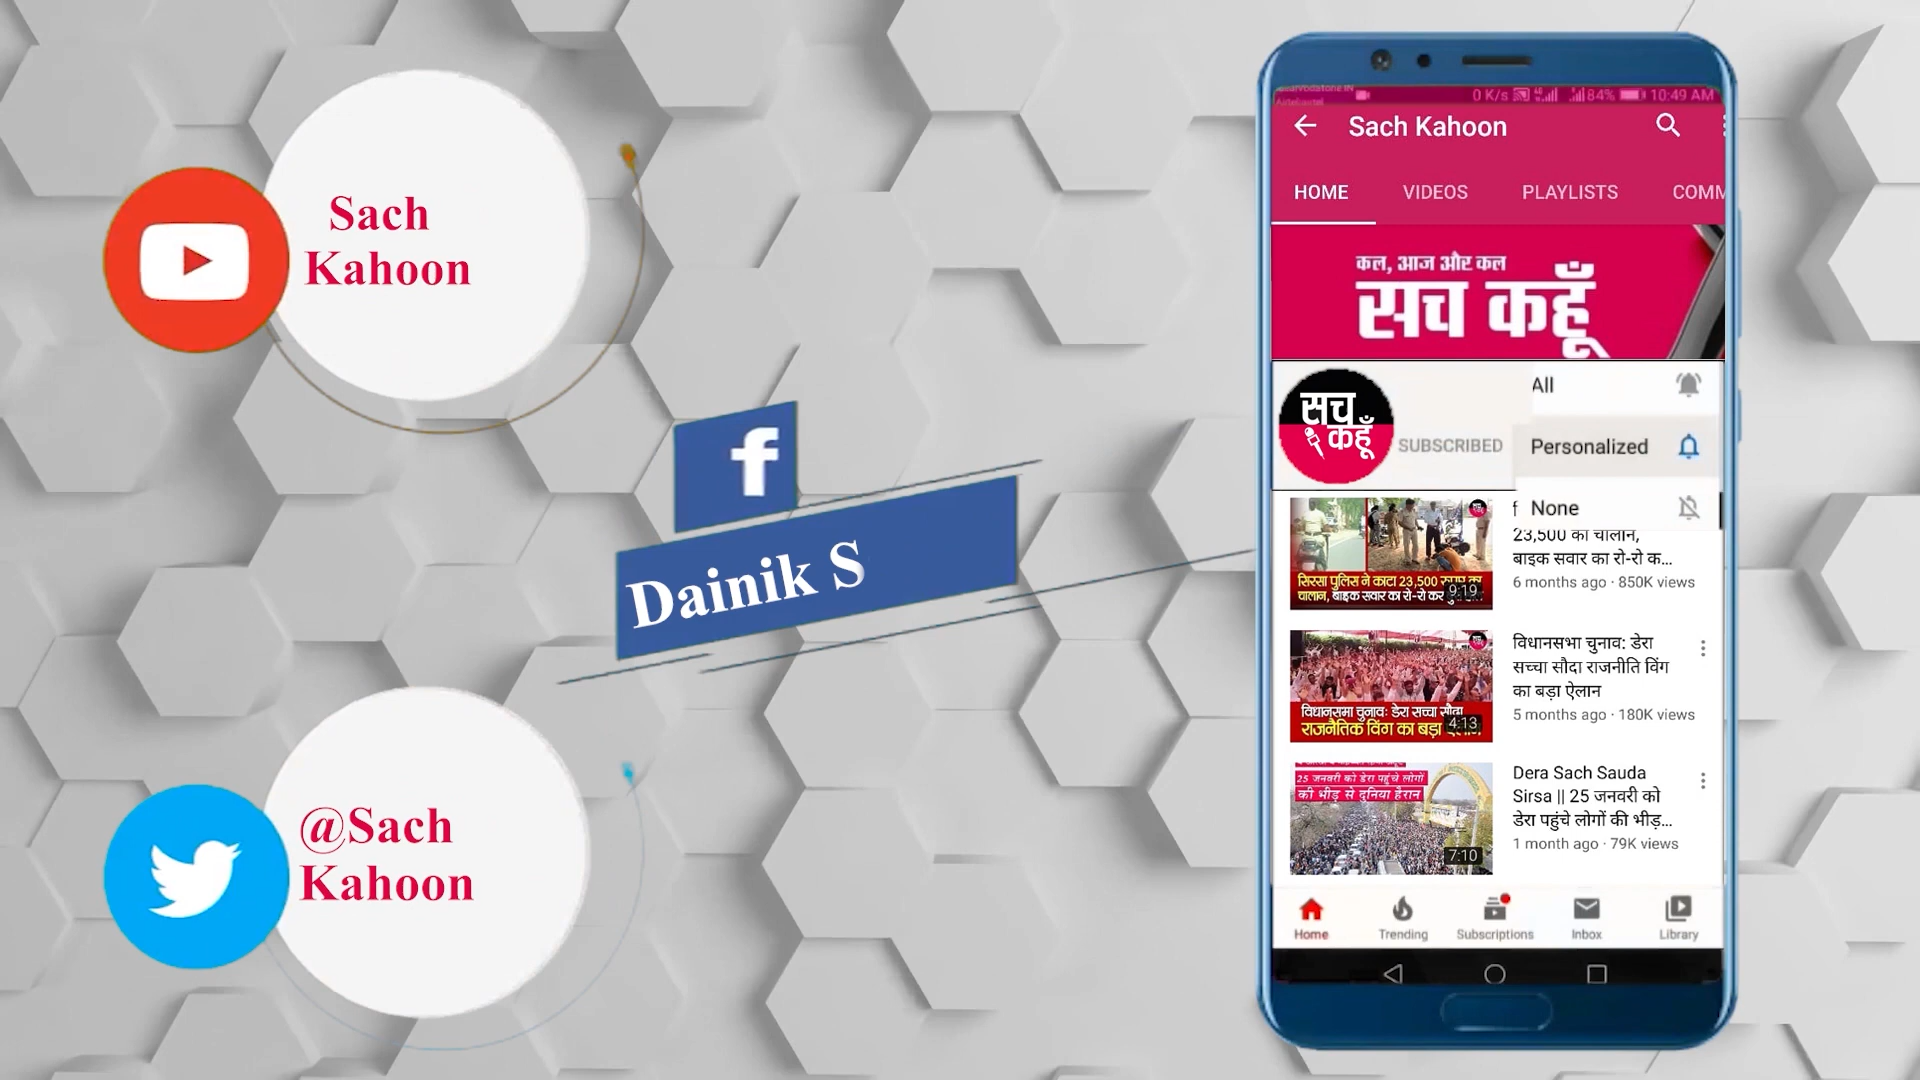 Sach
Kahoon
f
Dainik S
@Sach
Kahoon
0 K/s 84% 10:49 AM
Sach Kahoon
HOME VIDEOS PLAYLISTS COMM
कल, आज और कल
सच कहूँ
सच
कहूँ
SUBSCRIBED
All
Personalized
None
सिरसा पुलिस ने काटा 23,500
चालान, बाइक सवार का रो-रो कर
9:19
23,500 का चालान,
बाइक सवार का रो-रो क...
6 months ago · 850K views
विधानसभा चुनावः डेरा सच्चा सौदा
राजनैतिक विंग का बड़ा
4:13
विधानसभा चुनाव: डेरा
सच्चा सौदा राजनीति विंग
का बड़ा ऐलान
5 months ago · 180K views
25 जनवरी को डेरा पहुंचे लोगों
की भीड़ से दुनिया हैरान
7:10
Dera Sach Sauda
Sirsa || 25 जनवरी को
डेरा पहुंचे लोगों की भीड़...
1 month ago · 79K views
Home Trending Subscriptions Inbox Library